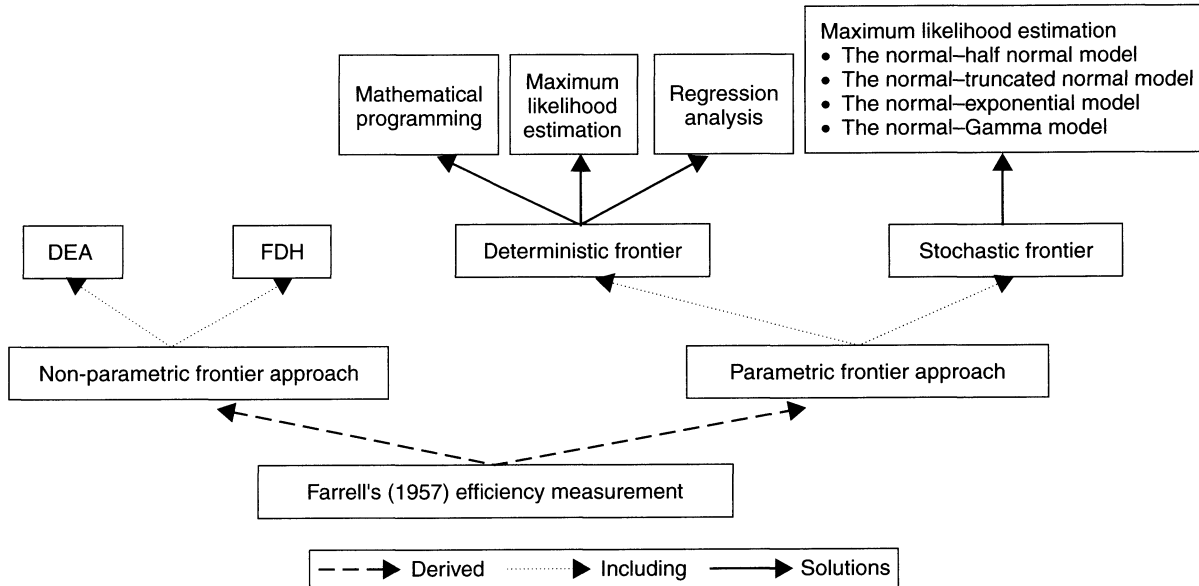 Mathematical
programming
Maximum
likelihood
estimation
Regression
analysis
Maximum likelihood estimation
• The normal–half normal model
• The normal–truncated normal model
• The normal–exponential model
• The normal–Gamma model
DEA
FDH
Deterministic frontier
Stochastic frontier
Non-parametric frontier approach
Parametric frontier approach
Farrell's (1957) efficiency measurement
Derived
Including
Solutions